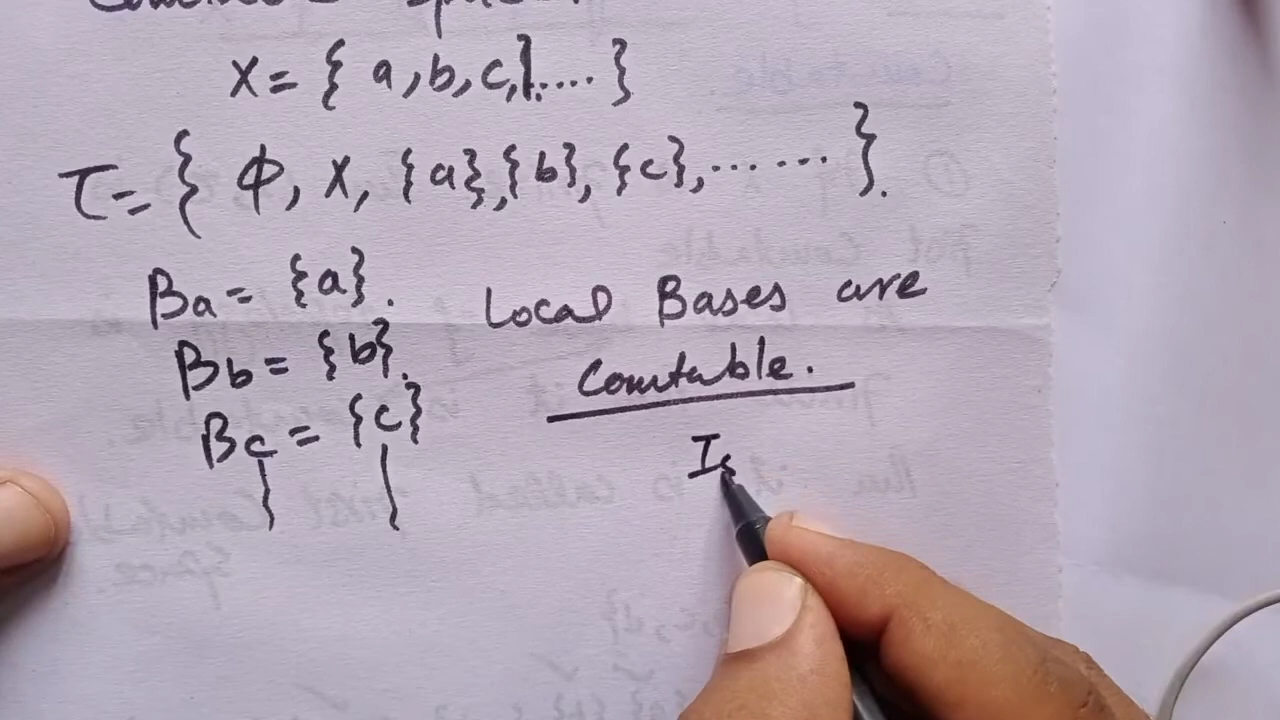 X = { a, b, c, ..... }
τ = { Φ, X, {a}, {b}, {c}, ...... }.
Ba = {a}. Local Bases are
Bb = {b}. Countable.
Bc = {c}
Is